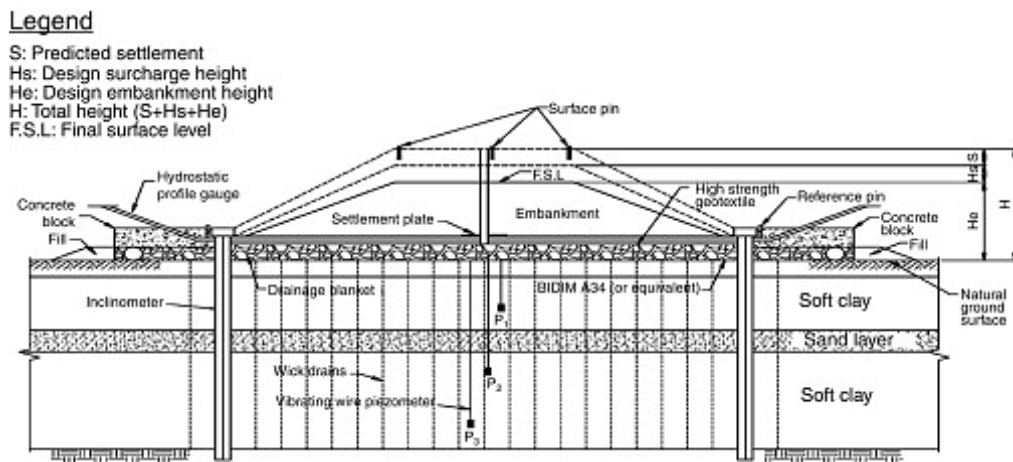 Legend
S: Predicted settlement
Hs: Design surcharge height
He: Design embankment height
H: Total height (S+Hs+He)
F.S.L: Final surface level
Surface pin
Hydrostatic
profile gauge
Concrete
block
Fill
F.S.L
High strength
geotextile
Reference pin
Concrete
block
Fill
S
Hs
He
H
Settlement plate
Embankment
Drainage blanket
BIDIM A34 (or equivalent)
Natural
ground
surface
Inclinometer
P1
Soft clay
Sand layer
Wick drains
P2
Vibrating wire piezometer
Soft clay
P3